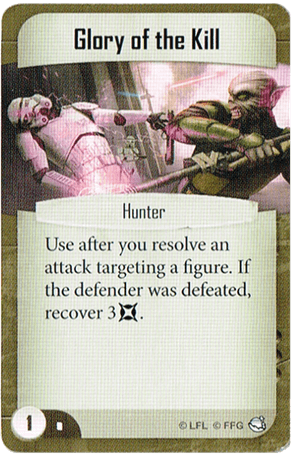 Glory of the Kill
Hunter
Use after you resolve an
attack targeting a figure. If
the defender was defeated,
recover 3.
1
© LFL © FFG